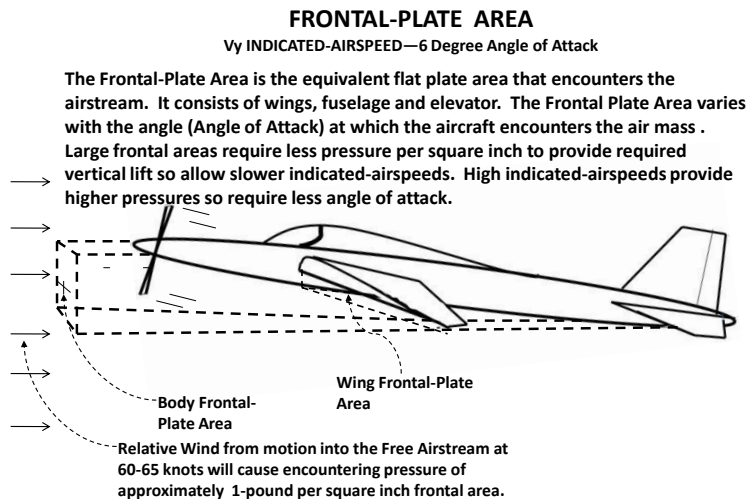 FRONTAL-PLATE AREA
Vy INDICATED-AIRSPEED—6 Degree Angle of Attack
The Frontal-Plate Area is the equivalent flat plate area that encounters the
airstream. It consists of wings, fuselage and elevator. The Frontal Plate Area varies
with the angle (Angle of Attack) at which the aircraft encounters the air mass .
Large frontal areas require less pressure per square inch to provide required
vertical lift so allow slower indicated-airspeeds. High indicated-airspeeds provide
higher pressures so require less angle of attack.
Wing Frontal-Plate
Area
Body Frontal-
Plate Area
Relative Wind from motion into the Free Airstream at
60-65 knots will cause encountering pressure of
approximately 1-pound per square inch frontal area.